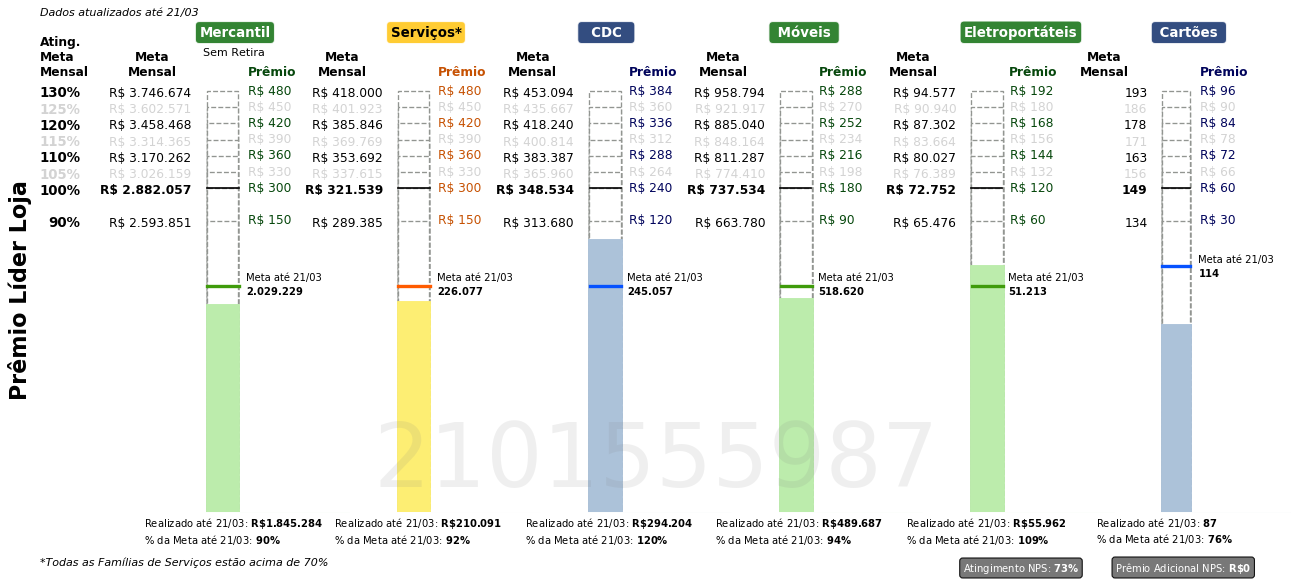 Dados atualizados até 21/03
Mercantil Serviços* CDC Móveis Eletroportáteis Cartões
Sem Retira
Ating. Meta Mensal
Meta Mensal Prêmio Meta Mensal Prêmio Meta Mensal Prêmio Meta Mensal Prêmio Meta Mensal Prêmio Meta Mensal Prêmio
130% R$ 3.746.674 R$ 480 R$ 418.000 R$ 480 R$ 453.094 R$ 384 R$ 958.794 R$ 288 R$ 94.577 R$ 192 193 R$ 96
125% R$ 3.602.571 R$ 450 R$ 401.923 R$ 450 R$ 435.667 R$ 360 R$ 921.917 R$ 270 R$ 90.940 R$ 180 186 R$ 90
120% R$ 3.458.468 R$ 420 R$ 385.846 R$ 420 R$ 418.240 R$ 336 R$ 885.040 R$ 252 R$ 87.302 R$ 168 178 R$ 84
115% R$ 3.314.365 R$ 390 R$ 369.769 R$ 390 R$ 400.814 R$ 312 R$ 848.164 R$ 234 R$ 83.664 R$ 156 171 R$ 78
110% R$ 3.170.262 R$ 360 R$ 353.692 R$ 360 R$ 383.387 R$ 288 R$ 811.287 R$ 216 R$ 80.027 R$ 144 163 R$ 72
105% R$ 3.026.159 R$ 330 R$ 337.615 R$ 330 R$ 365.960 R$ 264 R$ 774.410 R$ 198 R$ 76.389 R$ 132 156 R$ 66
100% R$ 2.882.057 R$ 300 R$ 321.539 R$ 300 R$ 348.534 R$ 240 R$ 737.534 R$ 180 R$ 72.752 R$ 120 149 R$ 60
90% R$ 2.593.851 R$ 150 R$ 289.385 R$ 150 R$ 313.680 R$ 120 R$ 663.780 R$ 90 R$ 65.476 R$ 60 134 R$ 30
Prêmio Líder Loja
Meta até 21/03 Meta até 21/03 Meta até 21/03 Meta até 21/03 Meta até 21/03 Meta até 21/03
2.029.229 226.077 245.057 518.620 51.213 114
2101555987
Realizado até 21/03: R$1.845.284 Realizado até 21/03: R$210.091 Realizado até 21/03: R$294.204 Realizado até 21/03: R$489.687 Realizado até 21/03: R$55.962 Realizado até 21/03: 87
% da Meta até 21/03: 90% % da Meta até 21/03: 92% % da Meta até 21/03: 120% % da Meta até 21/03: 94% % da Meta até 21/03: 109% % da Meta até 21/03: 76%
*Todas as Famílias de Serviços estão acima de 70%
Atingimento NPS: 73% Prêmio Adicional NPS: R$0